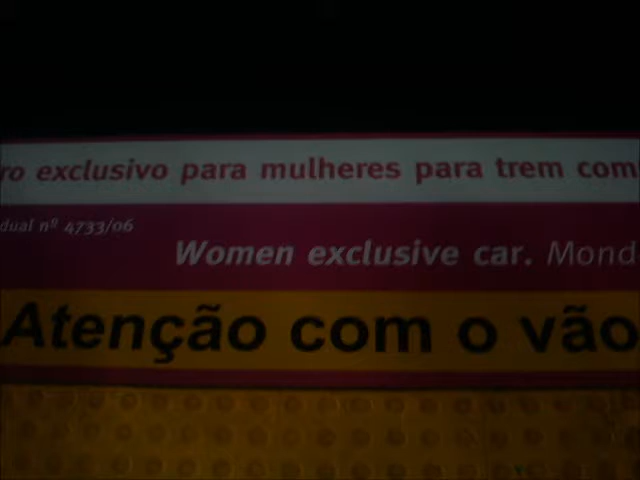 ro exclusivo para mulheres para trem com
dual nº 4733/06
Women exclusive car. Mond
Atenção com o vão